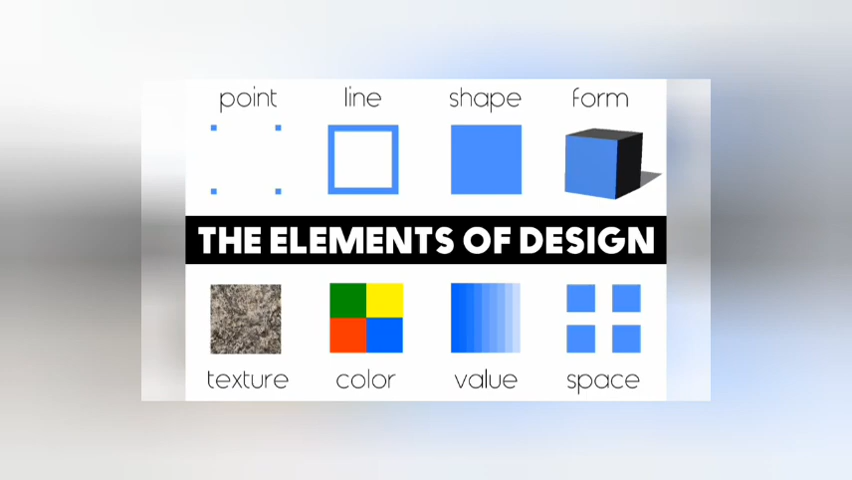 point line shape form
THE ELEMENTS OF DESIGN
texture color value space